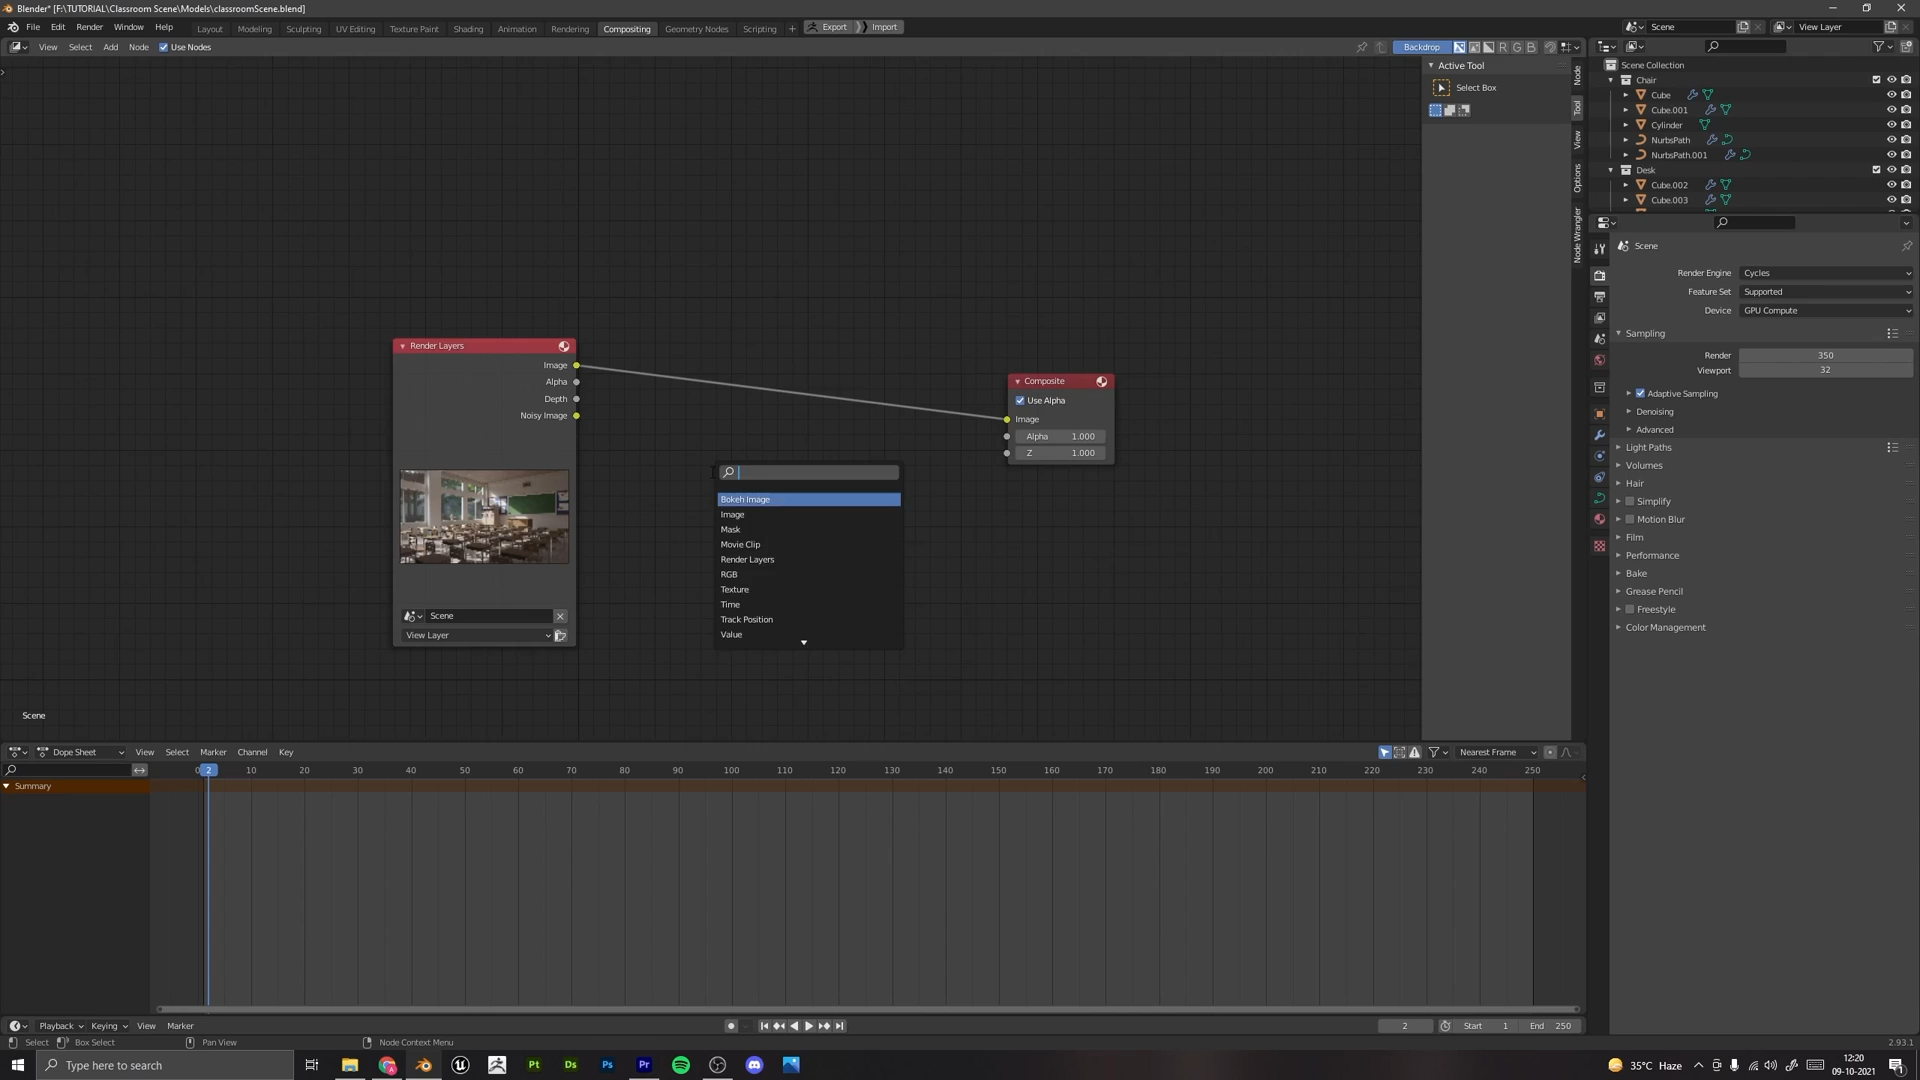 Blender* [F:\TUTORIAL\Classroom Scene\Models\classroomScene.blend]
File Edit Render Window Help Layout Modeling Sculpting UV Editing Texture Paint Shading Animation Rendering Compositing Geometry Nodes Scripting + Export Import Scene View Layer
View Select Add Node Use Nodes Backdrop R G B
Active Tool
Select Box
Node
Tool
View
Options
Node Wrangler
Scene Collection
Chair
Cube
Cube.001
Cylinder
NurbsPath
NurbsPath.001
Desk
Cube.002
Cube.003
Scene
Render Engine Cycles
Feature Set Supported
Device GPU Compute
Sampling
Render 350
Viewport 32
Adaptive Sampling
Denoising
Advanced
Light Paths
Volumes
Hair
Simplify
Motion Blur
Film
Performance
Bake
Grease Pencil
Freestyle
Color Management
Render Layers
Image
Alpha
Depth
Noisy Image
Scene
View Layer
Composite
Use Alpha
Image
Alpha 1.000
Z 1.000
Bokeh Image
Image
Mask
Movie Clip
Render Layers
RGB
Texture
Time
Track Position
Value
Scene
Dope Sheet View Select Marker Channel Key Nearest Frame
0 2 10 20 30 40 50 60 70 80 90 100 110 120 130 140 150 160 170 180 190 200 210 220 230 240 250
Summary
Playback Keying View Marker 2 Start 1 End 250
Select Box Select Pan View Node Context Menu 2.93.1
Type here to search Pt Ds Ps Pr 35°C Haze 12:20
09-10-2021